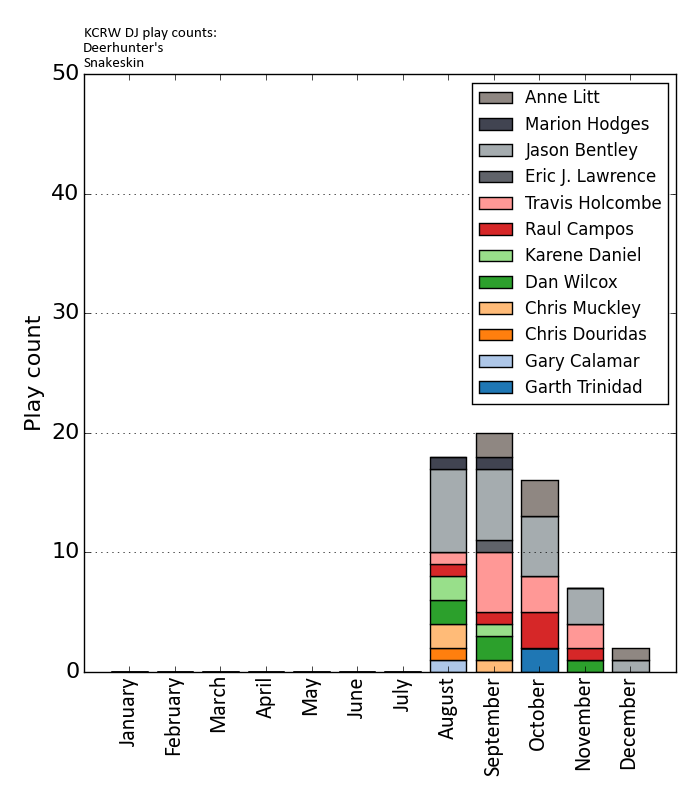 KCRW DJ play counts:
Deerhunter's
Snakeskin
50
40
30
20
10
0
Play count
Anne Litt
Marion Hodges
Jason Bentley
Eric J. Lawrence
Travis Holcombe
Raul Campos
Karene Daniel
Dan Wilcox
Chris Muckley
Chris Douridas
Gary Calamar
Garth Trinidad
January
February
March
April
May
June
July
August
September
October
November
December